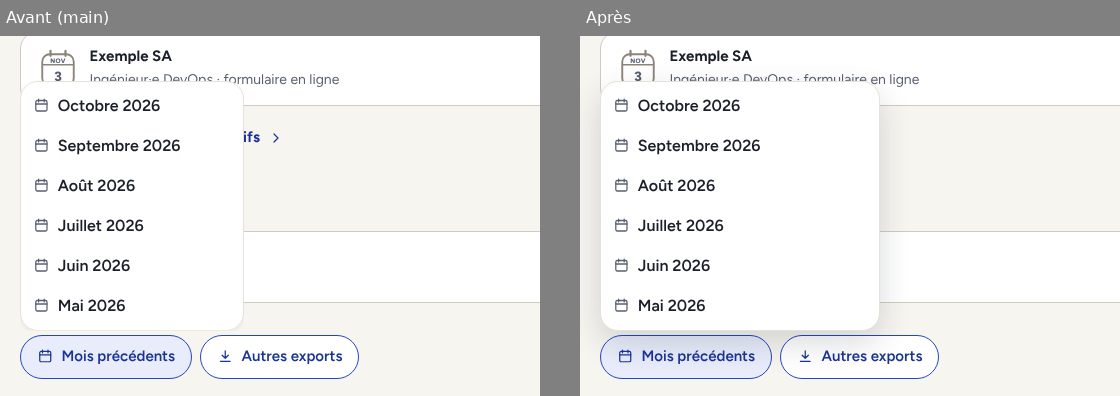 Avant (main)
NOV
3
Exemple SA
Ingénieur·e DevOps · formulaire en ligne
Octobre 2026
ifs
Septembre 2026
Août 2026
Juillet 2026
Juin 2026
Mai 2026
Mois précédents
Autres exports
Après
NOV
3
Exemple SA
Ingénieur·e DevOps · formulaire en ligne
Octobre 2026
Septembre 2026
Août 2026
Juillet 2026
Juin 2026
Mai 2026
Mois précédents
Autres exports